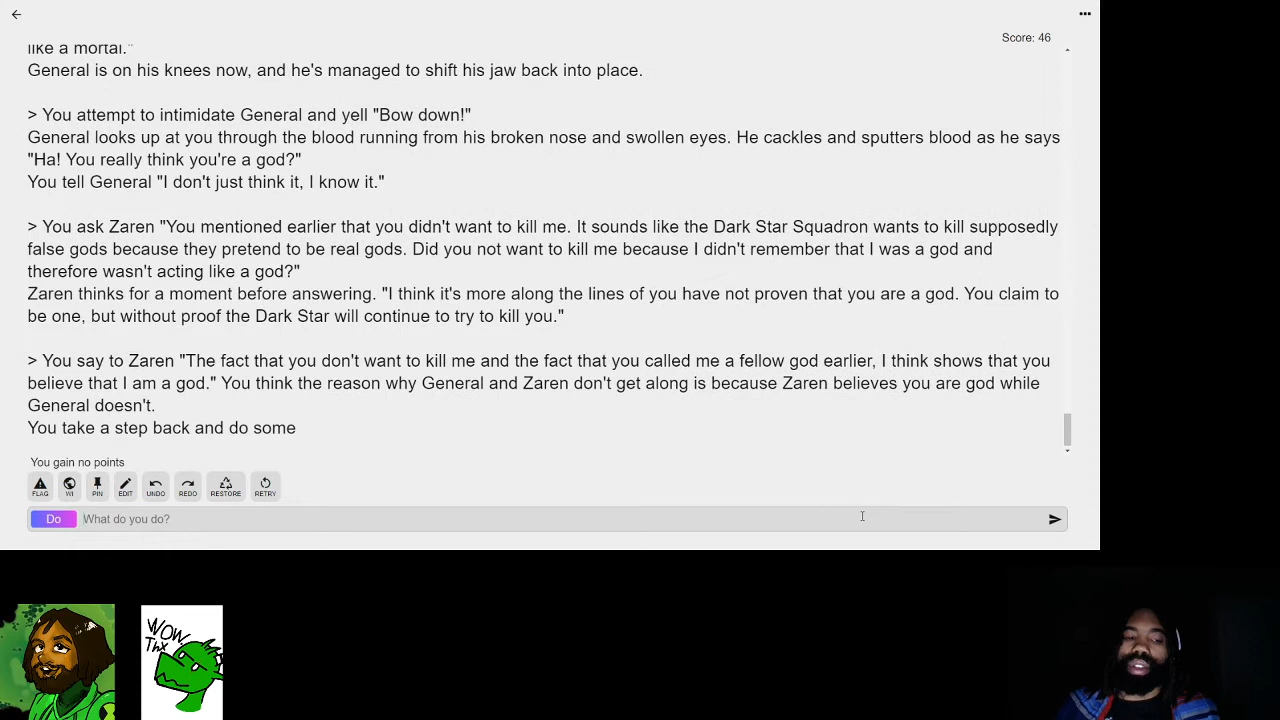 Score: 46
like a mortal."
General is on his knees now, and he's managed to shift his jaw back into place.
> You attempt to intimidate General and yell "Bow down!"
General looks up at you through the blood running from his broken nose and swollen eyes. He cackles and sputters blood as he says
"Ha! You really think you're a god?"
You tell General "I don't just think it, I know it."
> You ask Zaren "You mentioned earlier that you didn't want to kill me. It sounds like the Dark Star Squadron wants to kill supposedly
false gods because they pretend to be real gods. Did you not want to kill me because I didn't remember that I was a god and
therefore wasn't acting like a god?"
Zaren thinks for a moment before answering. "I think it's more along the lines of you have not proven that you are a god. You claim to
be one, but without proof the Dark Star will continue to try to kill you."
> You say to Zaren "The fact that you don't want to kill me and the fact that you called me a fellow god earlier, I think shows that you
believe that I am a god." You think the reason why General and Zaren don't get along is because Zaren believes you are god while
General doesn't.
You take a step back and do some
You gain no points
FLAG WI PIN EDIT UNDO REDO RESTORE RETRY
Do What do you do?
WOW
Thx